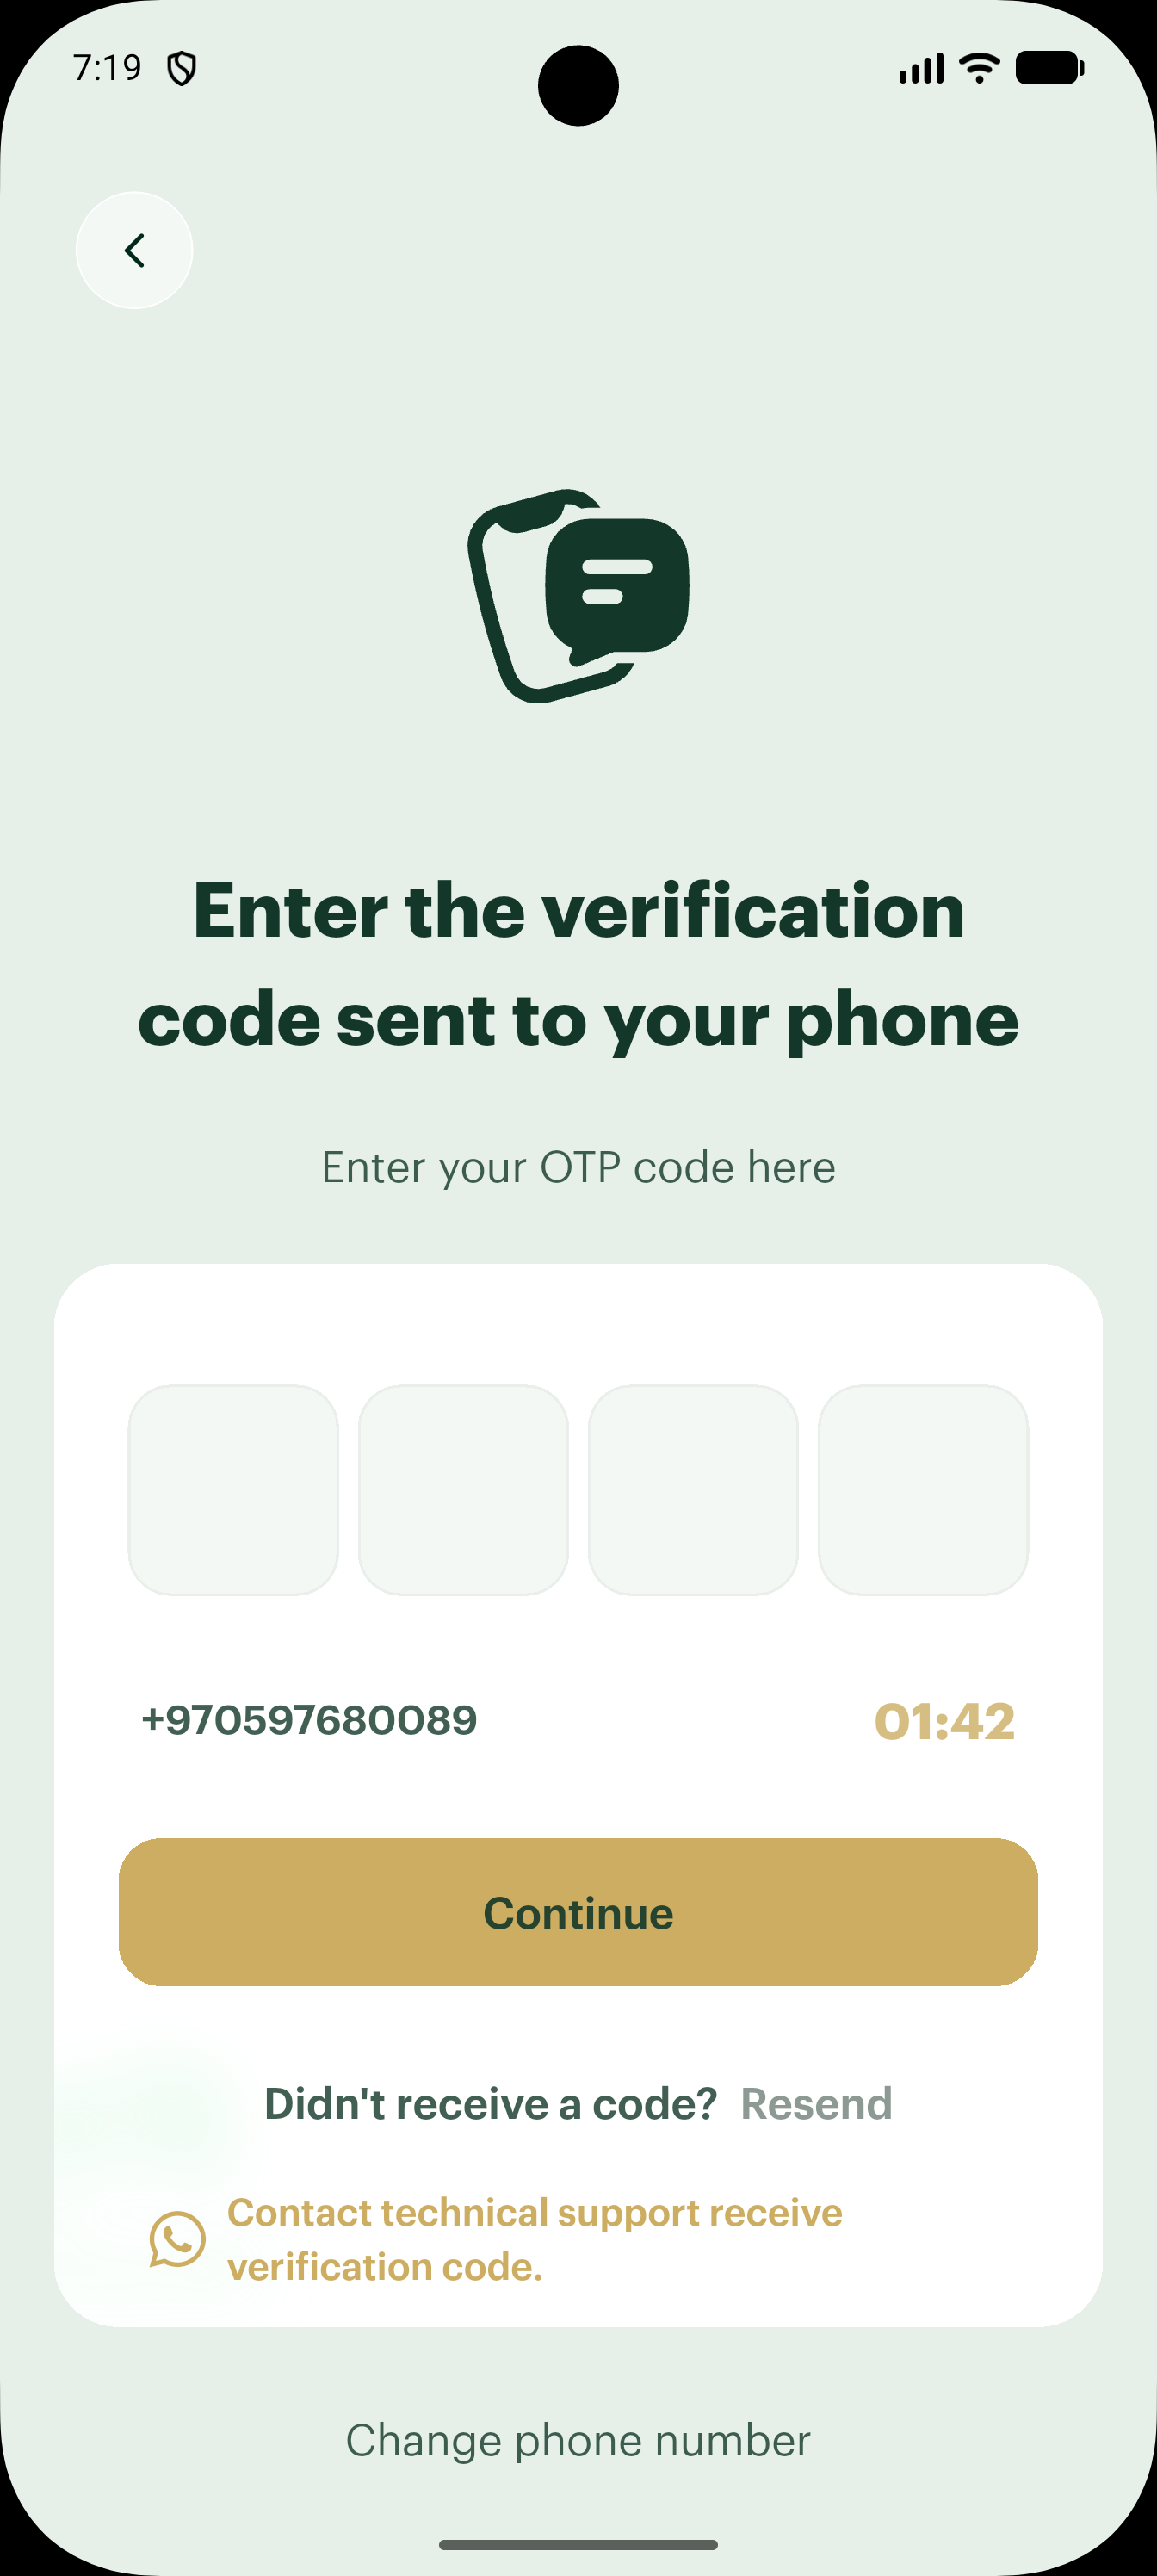 7:19
Enter the verification
code sent to your phone
Enter your OTP code here
+970597680089
01:42
Continue
Didn't receive a code? Resend
Contact technical support receive
verification code.
Change phone number